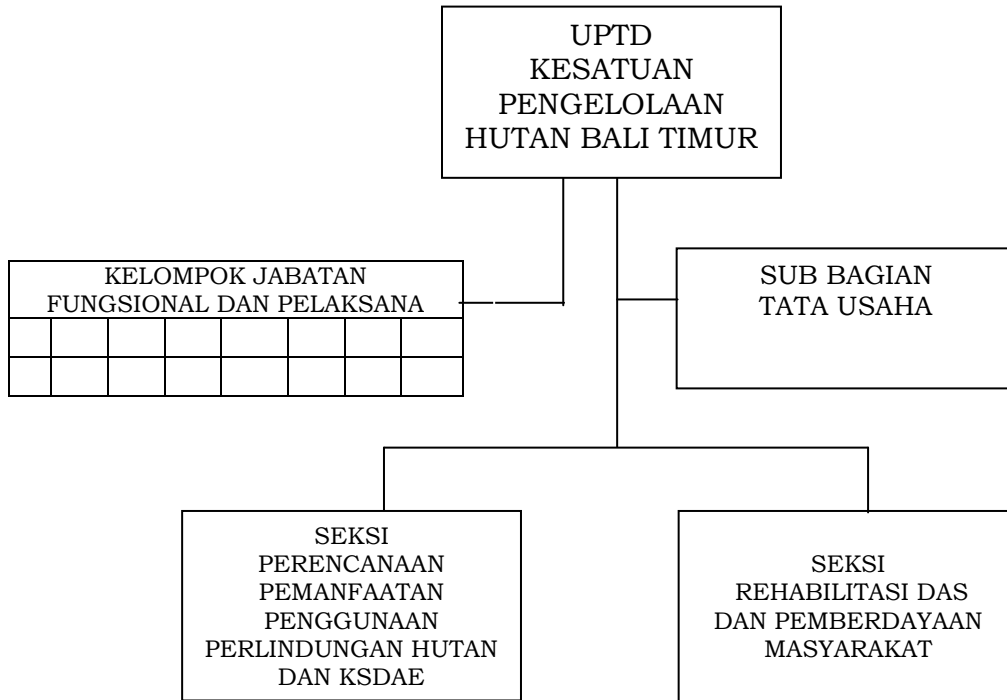 UPTD
KESATUAN
PENGELOLAAN
HUTAN BALI TIMUR
KELOMPOK JABATAN
FUNGSIONAL DAN PELAKSANA
SUB BAGIAN
TATA USAHA
SEKSI
PERENCANAAN
PEMANFAATAN
PENGGUNAAN
PERLINDUNGAN HUTAN
DAN KSDAE
SEKSI
REHABILITASI DAS
DAN PEMBERDAYAAN
MASYARAKAT